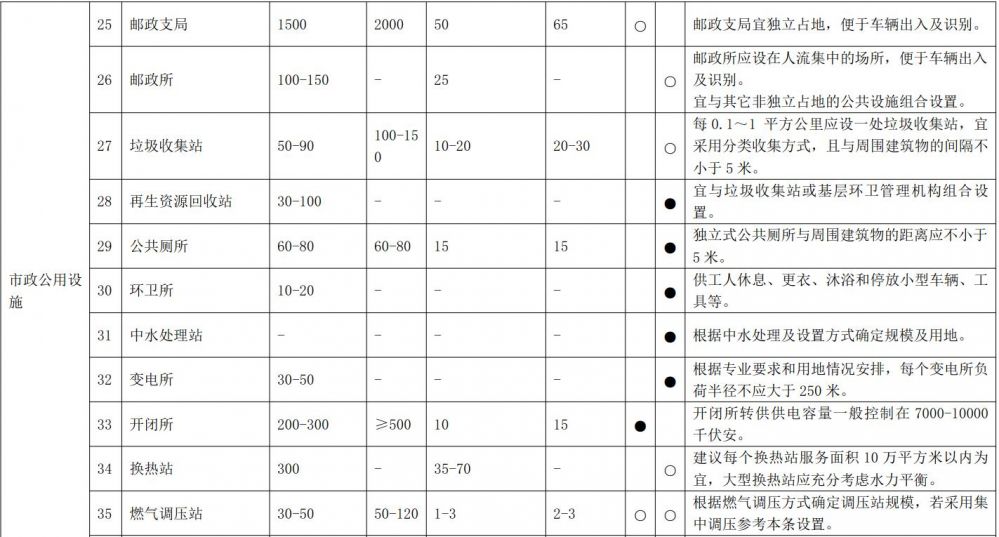 25 邮政支局 1500 2000 50 65 ○ 邮政支局宜独立占地，便于车辆出入及识别。
26 邮政所 100-150 - 25 - ○ 邮政所应设在人流集中的场所，便于车辆出入
及识别。
宜与其它非独立占地的公共设施组合设置。
27 垃圾收集站 50-90 100-15 10-20 20-30 ○ 每 0.1～1 平方公里应设一处垃圾收集站，宜
0 采用分类收集方式，且与周围建筑物的间隔不
小于 5 米。
28 再生资源回收站 30-100 - - - ● 宜与垃圾收集站或基层环卫管理机构组合设
置。
29 公共厕所 60-80 60-80 15 15 ● 独立式公共厕所与周围建筑物的距离应不小于
5 米。
市政公用设
施
30 环卫所 10-20 - - - ● 供工人休息、更衣、沐浴和停放小型车辆、工
具等。
31 中水处理站 - - - - ● 根据中水处理及设置方式确定规模及用地。
32 变电所 30-50 - - - ● 根据专业要求和用地情况安排，每个变电所负
荷半径不应大于 250 米。
33 开闭所 200-300 ≥500 10 15 ● 开闭所转供供电容量一般控制在 7000-10000
千伏安。
34 换热站 300 - 35-70 - ○ 建议每个换热站服务面积 10 万平方米以内为
宜，大型换热站应充分考虑水力平衡。
35 燃气调压站 30-50 50-120 1-3 2-3 ○ ○ 根据燃气调压方式确定调压站规模，若采用集
中调压参考本条设置。